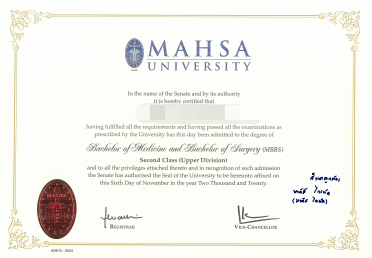 MAHSA
UNIVERSITY
In the name of the Senate and by its authority
it is hereby certified that
having fulfilled all the requirements and having passed all the examinations as
prescribed by the University has this day been admitted to the degree of
Bachelor of Medicine and Bachelor of Surgery (MBBS)
Second Class (Upper Division)
and to all the privileges attached thereto and in recognition of such admission
the Senate has authorised the Seal of the University to be hereunto affixed on
this Sixth Day of November in the year Two Thousand and Twenty.
MAHSA
UNIVERSITY
REGISTRAR
VICE-CHANCELLOR